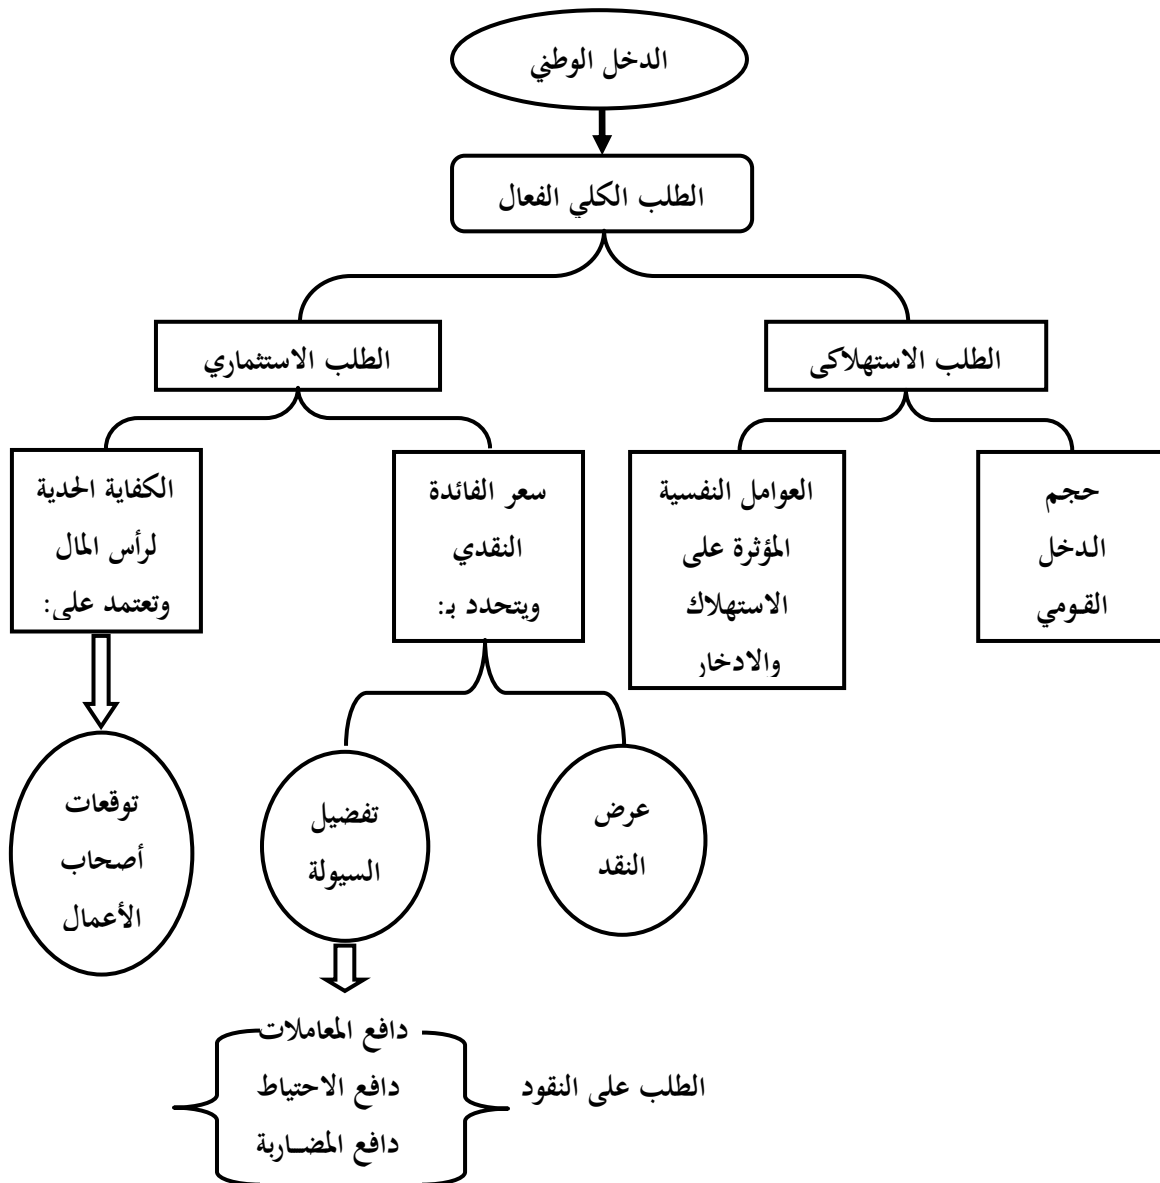 الدخل الوطني
الطلب الكلي الفعال
الطلب الاستهلاكى
الطلب الاستثماري
حجم
الدخل
القومي
العوامل النفسية
المؤثرة على
الاستهلاك
والادخار
سعر الفائدة
النقدي
ويتحدد بـ:
الكفاية الحدية
لرأس المال
وتعتمد على:
عرض
النقد
تفضيل
السيولة
توقعات
أصحاب
الأعمال
دافع المعاملات
الطلب على النقود
دافع الاحتياط
دافع المضـاربة